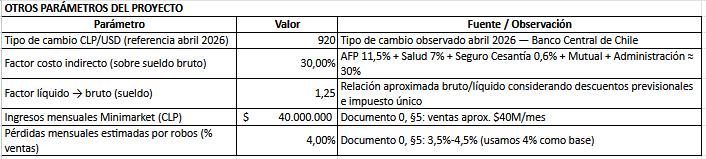 OTROS PARÁMETROS DEL PROYECTO
Parámetro Valor Fuente / Observación
Tipo de cambio CLP/USD (referencia abril 2026) 920 Tipo de cambio observado abril 2026 — Banco Central de Chile
Factor costo indirecto (sobre sueldo bruto) 30,00% AFP 11,5% + Salud 7% + Seguro Cesantía 0,6% + Mutual + Administración ≈
30%
Factor líquido → bruto (sueldo) 1,25 Relación aproximada bruto/líquido considerando descuentos previsionales
e impuesto único
Ingresos mensuales Minimarket (CLP) $ 40.000.000 Documento 0, §5: ventas aprox. $40M/mes
Pérdidas mensuales estimadas por robos (%
ventas) 4,00% Documento 0, §5: 3,5%-4,5% (usamos 4% como base)